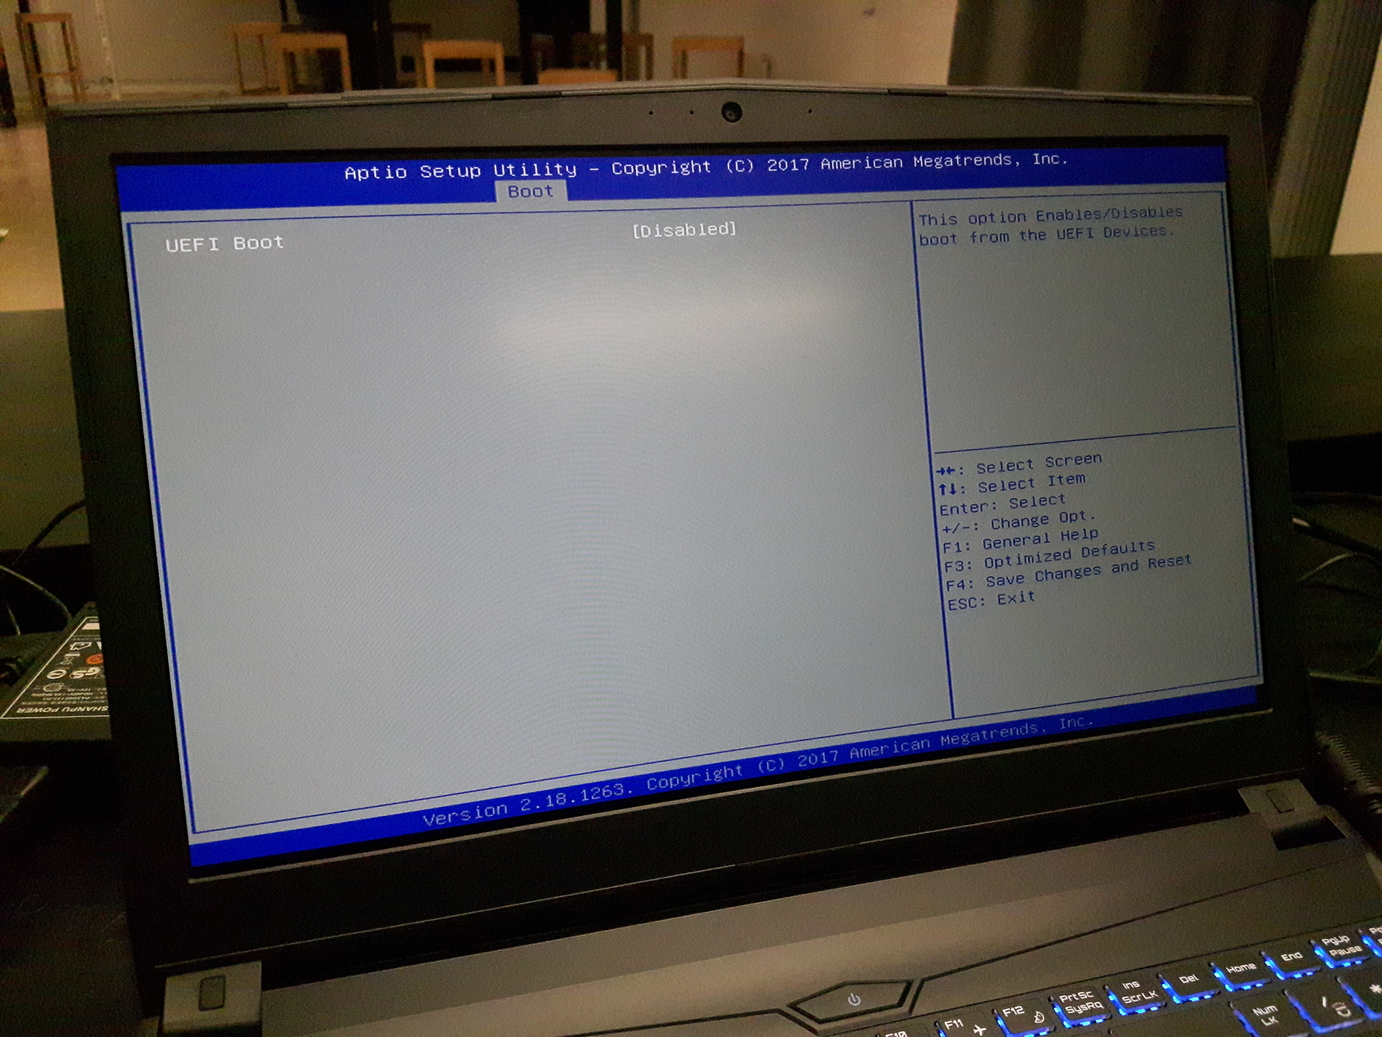 Aptio Setup Utility – Copyright (C) 2017 American Megatrends, Inc.
Boot
UEFI Boot [Disabled]
This option Enables/Disables
boot from the UEFI Devices.
→←: Select Screen
↑↓: Select Item
Enter: Select
+/-: Change Opt.
F1: General Help
F3: Optimized Defaults
F4: Save Changes and Reset
ESC: Exit
Version 2.18.1263. Copyright (C) 2017 American Megatrends, Inc.
SHANPU POWER
F10
F11
F12
PrtSc
SysRq
Ins
ScrLK
Del
Home
End
PgUp
Pause
Num
LK
/
*